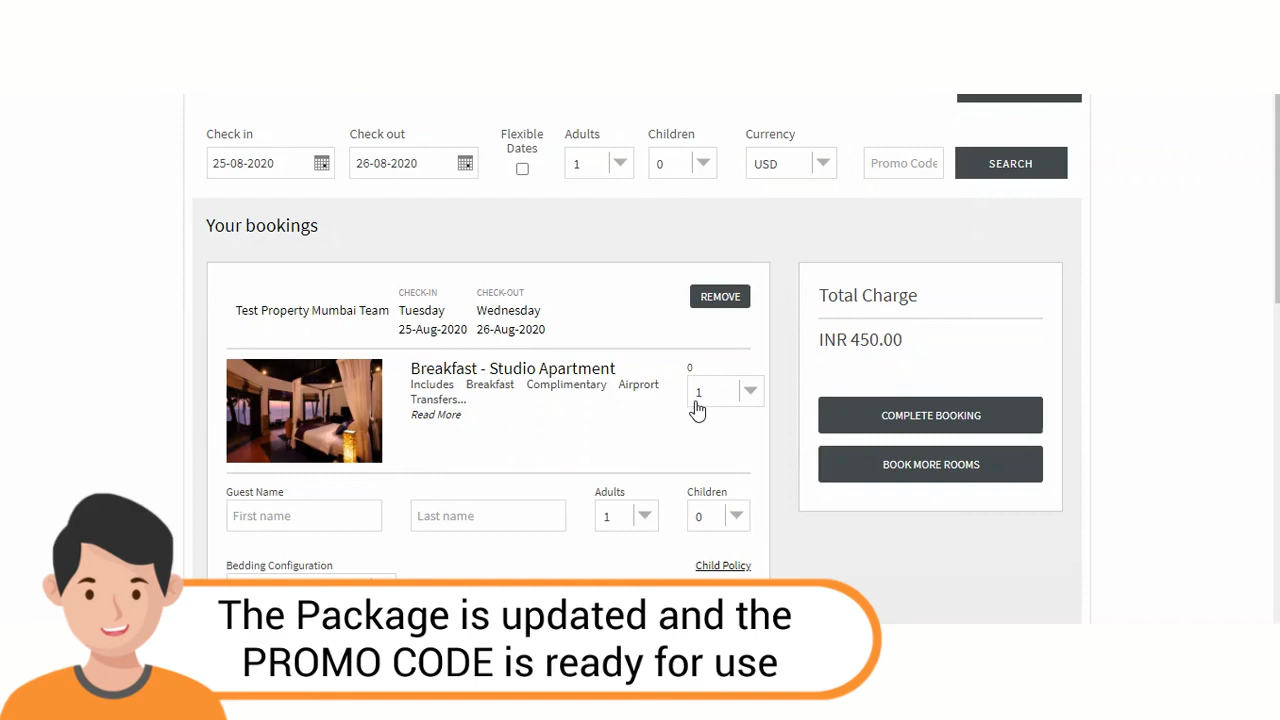 Check in
Check out
Flexible
Dates
Adults
Children
Currency
25-08-2020
26-08-2020
1
0
USD
Promo Code
SEARCH
Your bookings
Test Property Mumbai Team
CHECK-IN
Tuesday
25-Aug-2020
CHECK-OUT
Wednesday
26-Aug-2020
REMOVE
Breakfast - Studio Apartment
Includes Breakfast Complimentary Airprort
Transfers...
Read More
0
1
Guest Name
First name
Last name
Adults
1
Children
0
Bedding Configuration
Child Policy
Total Charge
INR 450.00
COMPLETE BOOKING
BOOK MORE ROOMS
The Package is updated and the
PROMO CODE is ready for use